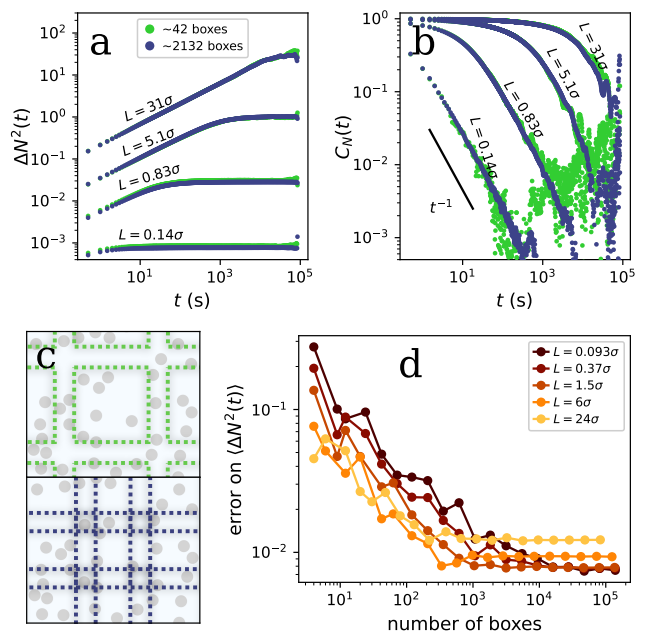 a
~42 boxes
~2132 boxes
L = 31σ
L = 5.1σ
L = 0.83σ
L = 0.14σ
ΔN²(t)
10²
10¹
10⁰
10⁻¹
10⁻²
10⁻³
10¹
10³
10⁵
t (s)
b
L = 31σ
L = 5.1σ
L = 0.83σ
L = 0.14σ
t⁻¹
C_N(t)
10⁰
10⁻¹
10⁻²
10⁻³
10¹
10³
10⁵
t (s)
c
d
L = 0.093σ
L = 0.37σ
L = 1.5σ
L = 6σ
L = 24σ
error on ⟨ΔN²(t)⟩
10⁻¹
10⁻²
10¹
10²
10³
10⁴
10⁵
number of boxes